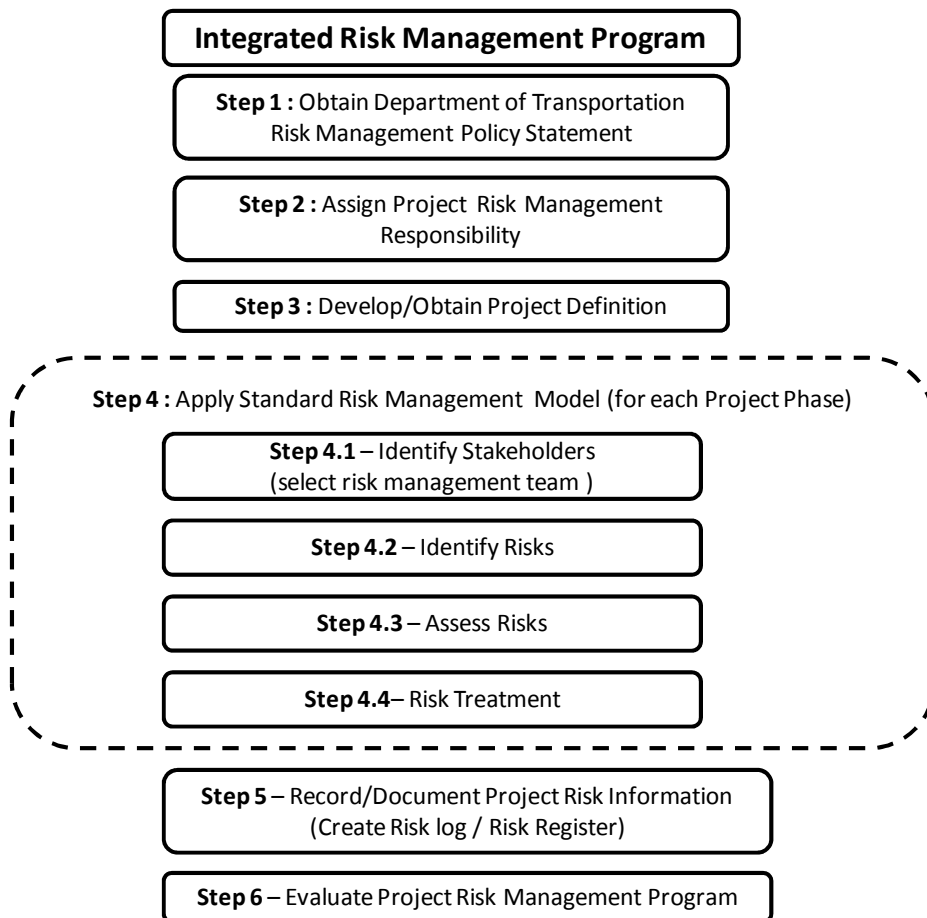 Integrated Risk Management Program
Step 1 : Obtain Department of Transportation
Risk Management Policy Statement
Step 2 : Assign Project Risk Management
Responsibility
Step 3 : Develop/Obtain Project Definition
Step 4 : Apply Standard Risk Management Model (for each Project Phase)
Step 4.1 – Identify Stakeholders
(select risk management team )
Step 4.2 – Identify Risks
Step 4.3 – Assess Risks
Step 4.4– Risk Treatment
Step 5 – Record/Document Project Risk Information
(Create Risk log / Risk Register)
Step 6 – Evaluate Project Risk Management Program